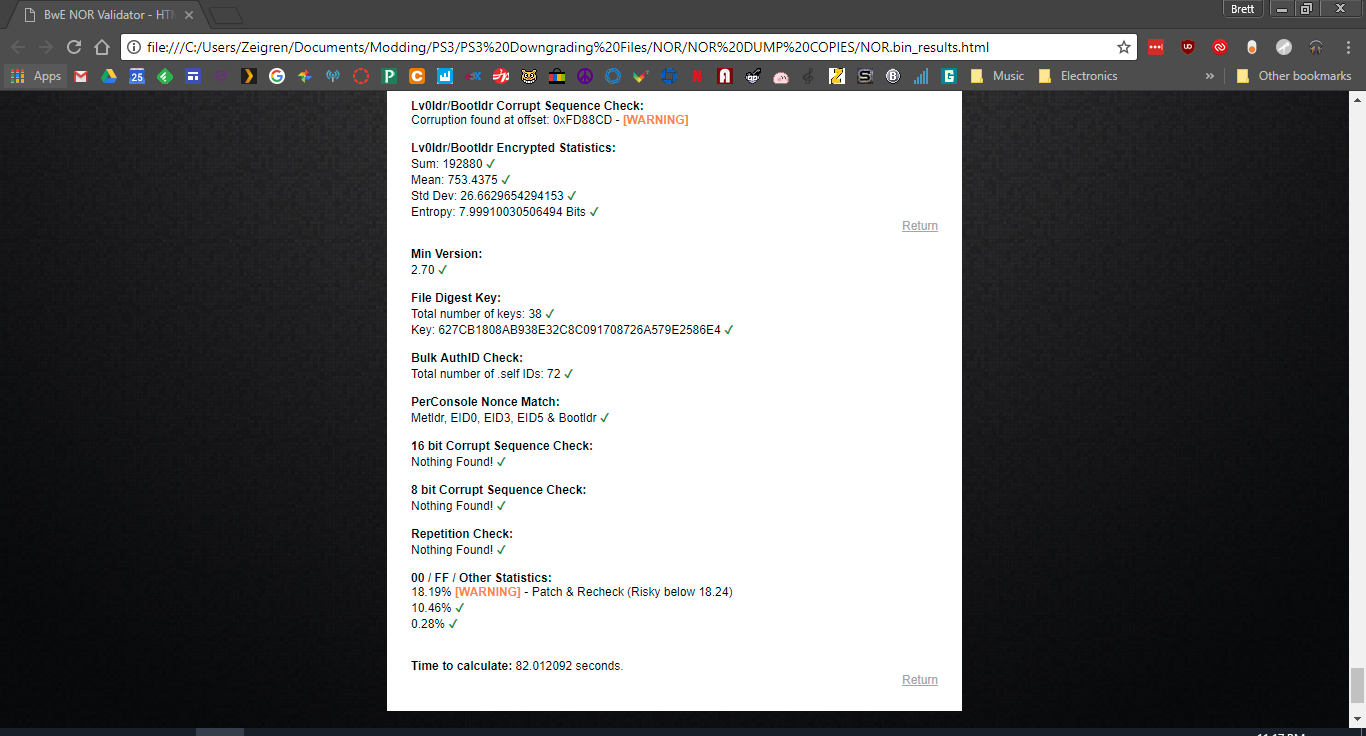 BwE NOR Validator - HTM
Brett
file:///C:/Users/Zeigren/Documents/Modding/PS3/PS3%20Downgrading%20Files/NOR/NOR%20DUMP%20COPIES/NOR.bin_results.html
Apps
25
Music
Electronics
»
Other bookmarks
Lv0ldr/Bootldr Corrupt Sequence Check:
Corruption found at offset: 0xFD88CD - [WARNING]
Lv0ldr/Bootldr Encrypted Statistics:
Sum: 192880 ✓
Mean: 753.4375 ✓
Std Dev: 26.6629654294153 ✓
Entropy: 7.99910030506494 Bits ✓
Return
Min Version:
2.70 ✓
File Digest Key:
Total number of keys: 38 ✓
Key: 627CB1808AB938E32C8C091708726A579E2586E4 ✓
Bulk AuthID Check:
Total number of .self IDs: 72 ✓
PerConsole Nonce Match:
Metldr, EID0, EID3, EID5 & Bootldr ✓
16 bit Corrupt Sequence Check:
Nothing Found! ✓
8 bit Corrupt Sequence Check:
Nothing Found! ✓
Repetition Check:
Nothing Found! ✓
00 / FF / Other Statistics:
18.19% [WARNING] - Patch & Recheck (Risky below 18.24)
10.46% ✓
0.28% ✓
Time to calculate: 82.012092 seconds.
Return